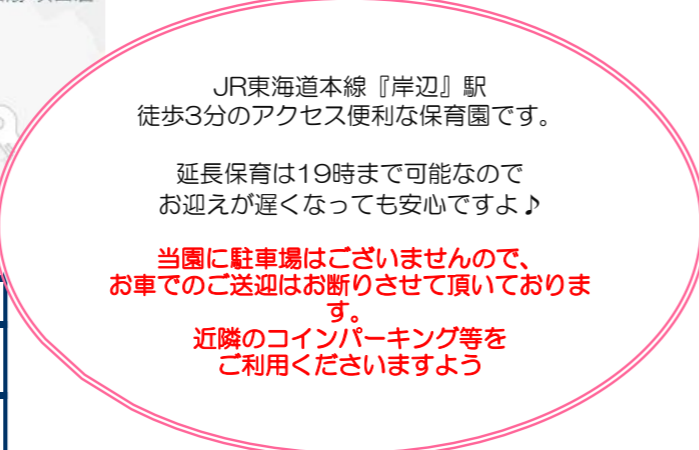 JR東海道本線『岸辺』駅
徒歩3分のアクセス便利な保育園です。
延長保育は19時まで可能なので
お迎えが遅くなっても安心ですよ♪
当園に駐車場はございませんので、
お車でのご送迎はお断りさせて頂いておりま
す。
近隣のコインパーキング等を
ご利用くださいますよう